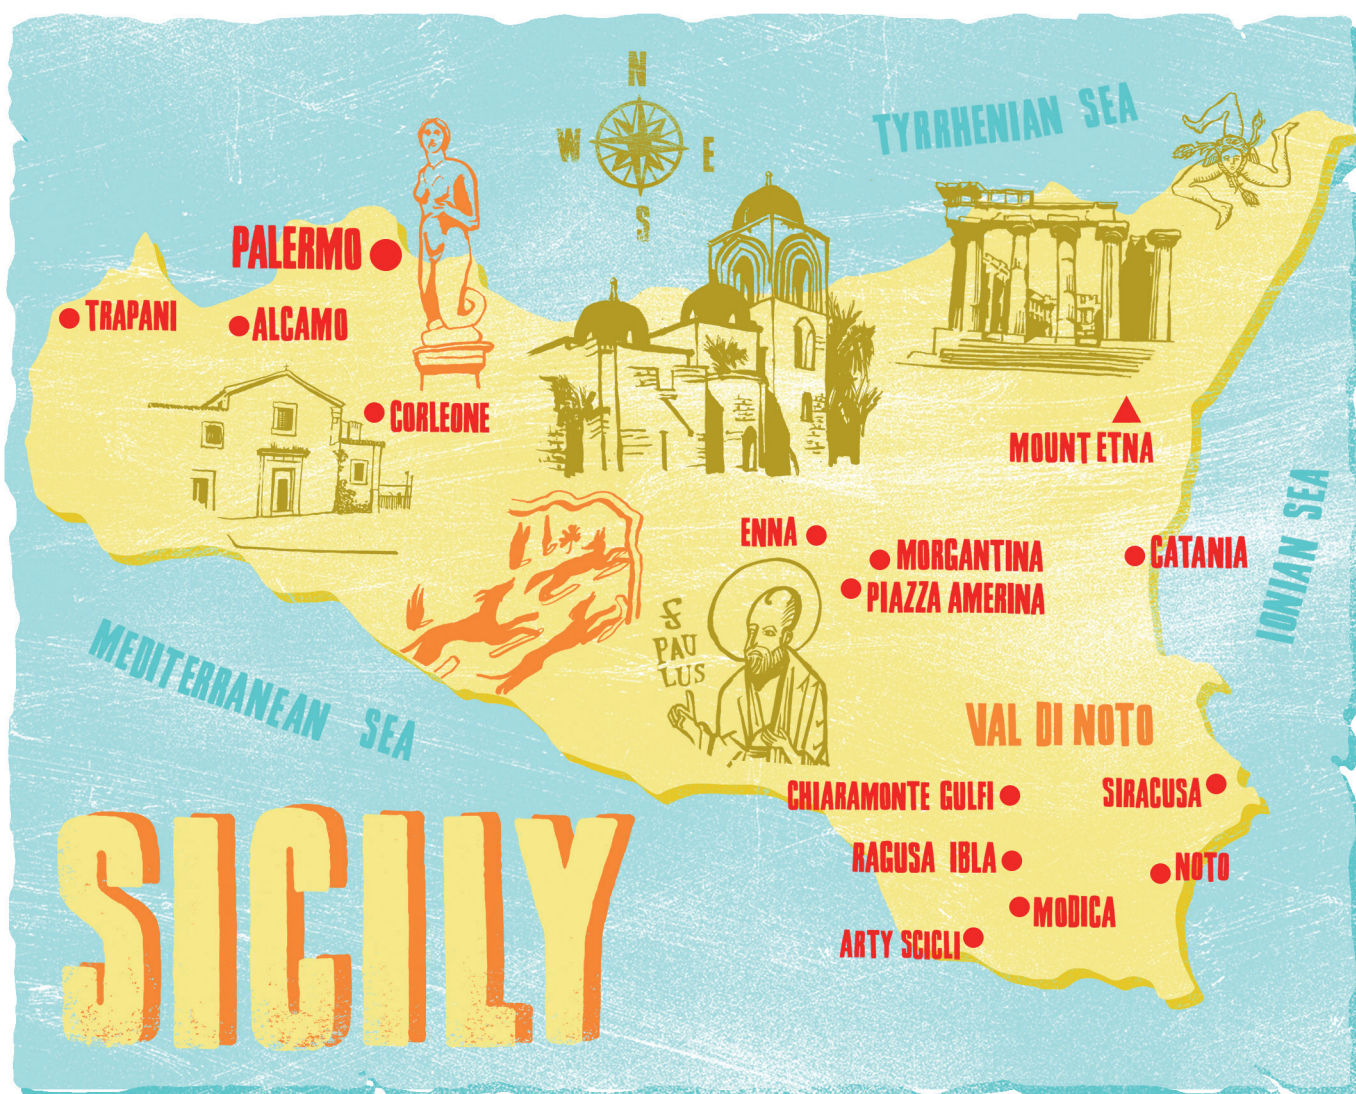 N
W E
S
TYRRHENIAN SEA
PALERMO
TRAPANI
ALCAMO
CORLEONE
MOUNT ETNA
ENNA
MORGANTINA
PIAZZA AMERINA
CATANIA
IONIAN SEA
S
PAU
LUS
MEDITERRANEAN SEA
VAL DI NOTO
CHIARAMONTE GULFI
SIRACUSA
RAGUSA IBLA
NOTO
MODICA
ARTY SCICLI
SICILY